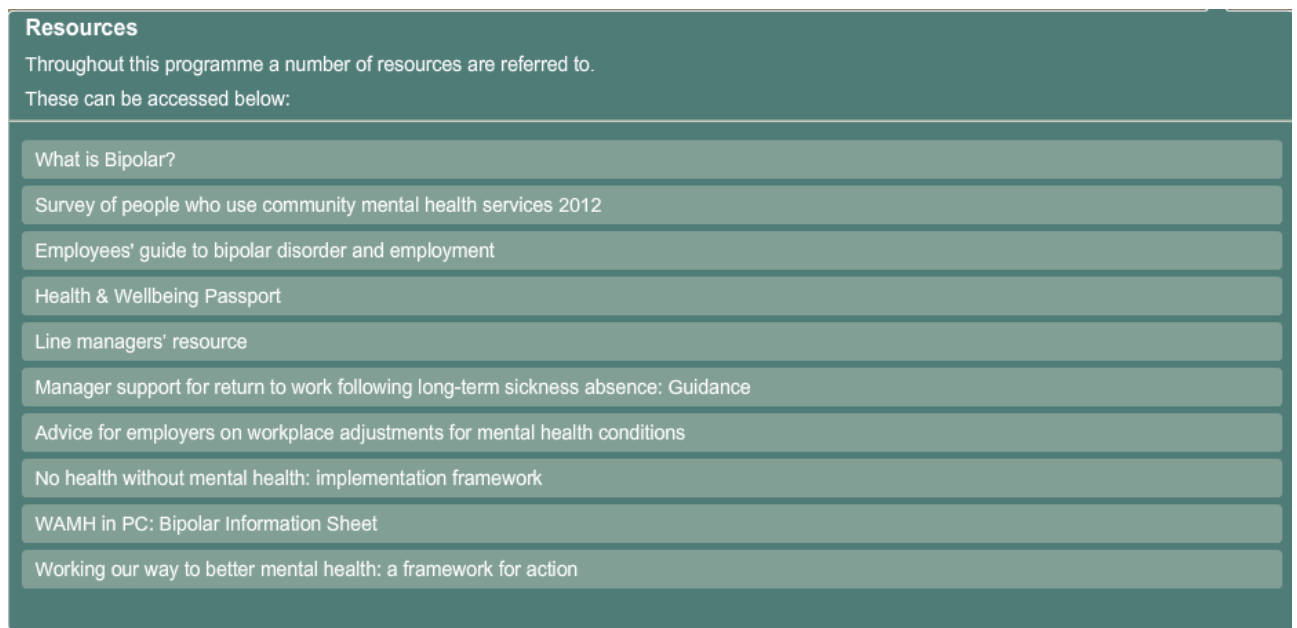 Resources
Throughout this programme a number of resources are referred to.
These can be accessed below:
What is Bipolar?
Survey of people who use community mental health services 2012
Employees' guide to bipolar disorder and employment
Health & Wellbeing Passport
Line managers’ resource
Manager support for return to work following long-term sickness absence: Guidance
Advice for employers on workplace adjustments for mental health conditions
No health without mental health: implementation framework
WAMH in PC: Bipolar Information Sheet
Working our way to better mental health: a framework for action